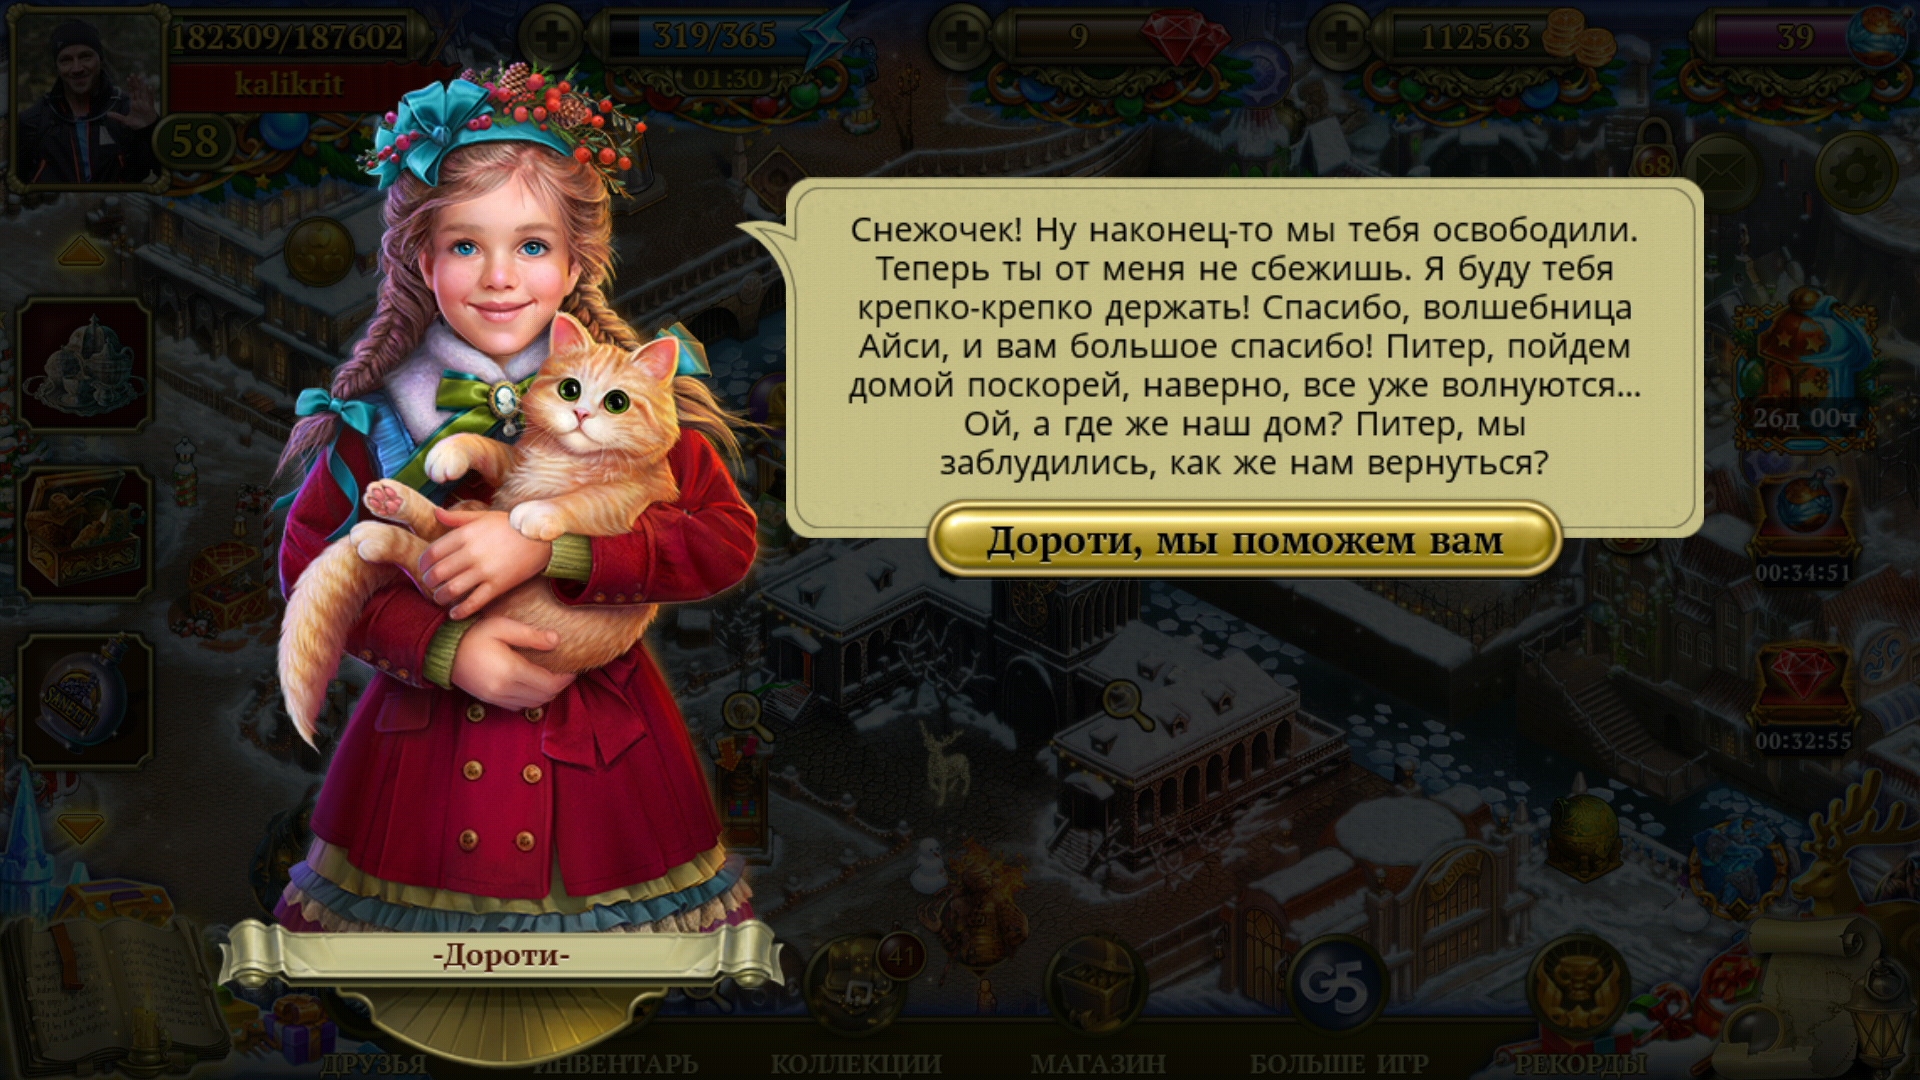 182309/187602
319/365
9
112563
39
kalikrit
01:30
58
68
Снежочек! Ну наконец-то мы тебя освободили.
Теперь ты от меня не сбежишь. Я буду тебя
крепко-крепко держать! Спасибо, волшебница
Айси, и вам большое спасибо! Питер, пойдем
домой поскорей, наверно, все уже волнуются...
Ой, а где же наш дом? Питер, мы
заблудились, как же нам вернуться?
Дороти, мы поможем вам
26д 00ч
00:34:51
00:32:55
-Дороти-
41
G5
ДРУЗЬЯ
ИНВЕНТАРЬ
КОЛЛЕКЦИИ
МАГАЗИН
БОЛЬШЕ ИГР
РЕКОРДЫ